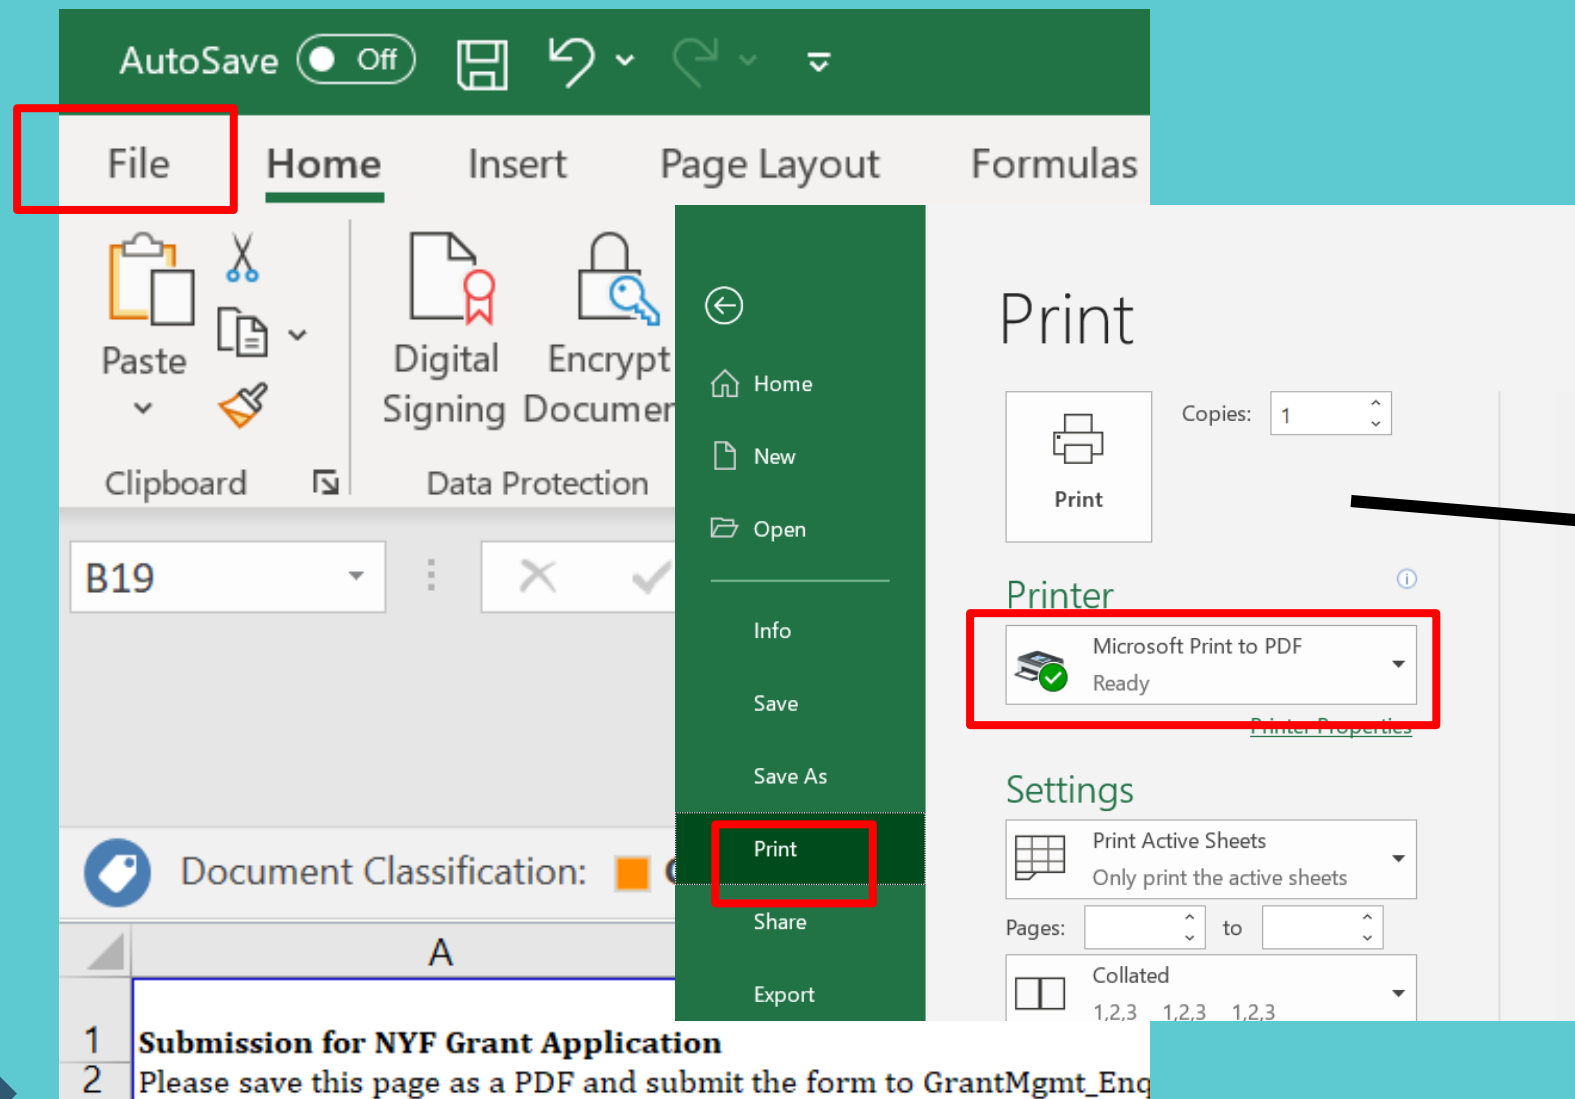 AutoSave Off
File Home Insert Page Layout Formulas
Paste
Digital Signing
Encrypt
Clipboard
Data Protection
B19
Document Classification:
A
1 Submission for NYF Grant Application
2 Please save this page as a PDF and submit the form to
Home
New
Open
Info
Save
Save As
Print
Share
Export
Print
Print
Copies: 1
Printer
Microsoft Print to PDF
Ready
Printer Properties
Settings
Print Active Sheets
Only print the active sheets
Pages: to
Collated
1,2,3 1,2,3 1,2,3